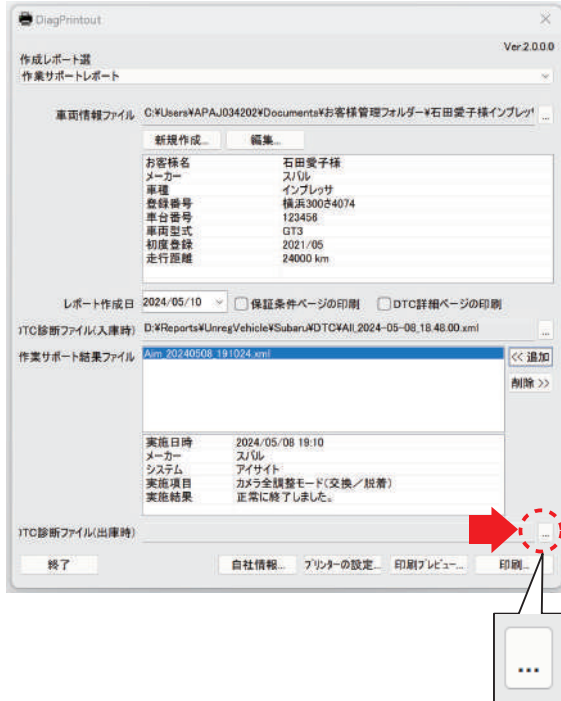 DiagPrintout
Ver.2.0.0.0
作成レポート選
作業サポートレポート
車両情報ファイル C:¥Users¥APAJ034202¥Documents¥お客様管理フォルダー¥石田愛子様インプレッ ...
新規作成... 編集...
お客様名 石田愛子様
メーカー スバル
車種 インプレッサ
登録番号 横浜300さ4074
車台番号 123456
車両型式 GT3
初度登録 2021/05
走行距離 24000 km
レポート作成日 2024/05/10 保証条件ページの印刷 DTC詳細ページの印刷
)TC診断ファイル(入庫時) D:¥Reports¥UnregVehicle¥Subaru¥DTC¥All_2024-05-08_18.48.00.xml ...
作業サポート結果ファイル Aim_20240508_191024.xml << 追加
削除 >>
実施日時 2024/05/08 19:10
メーカー スバル
システム アイサイト
実施項目 カメラ全調整モード(交換/脱着)
実施結果 正常に終了しました。
)TC診断ファイル(出庫時) ...
終了 自社情報... プリンターの設定... 印刷プレビュー... 印刷...
...